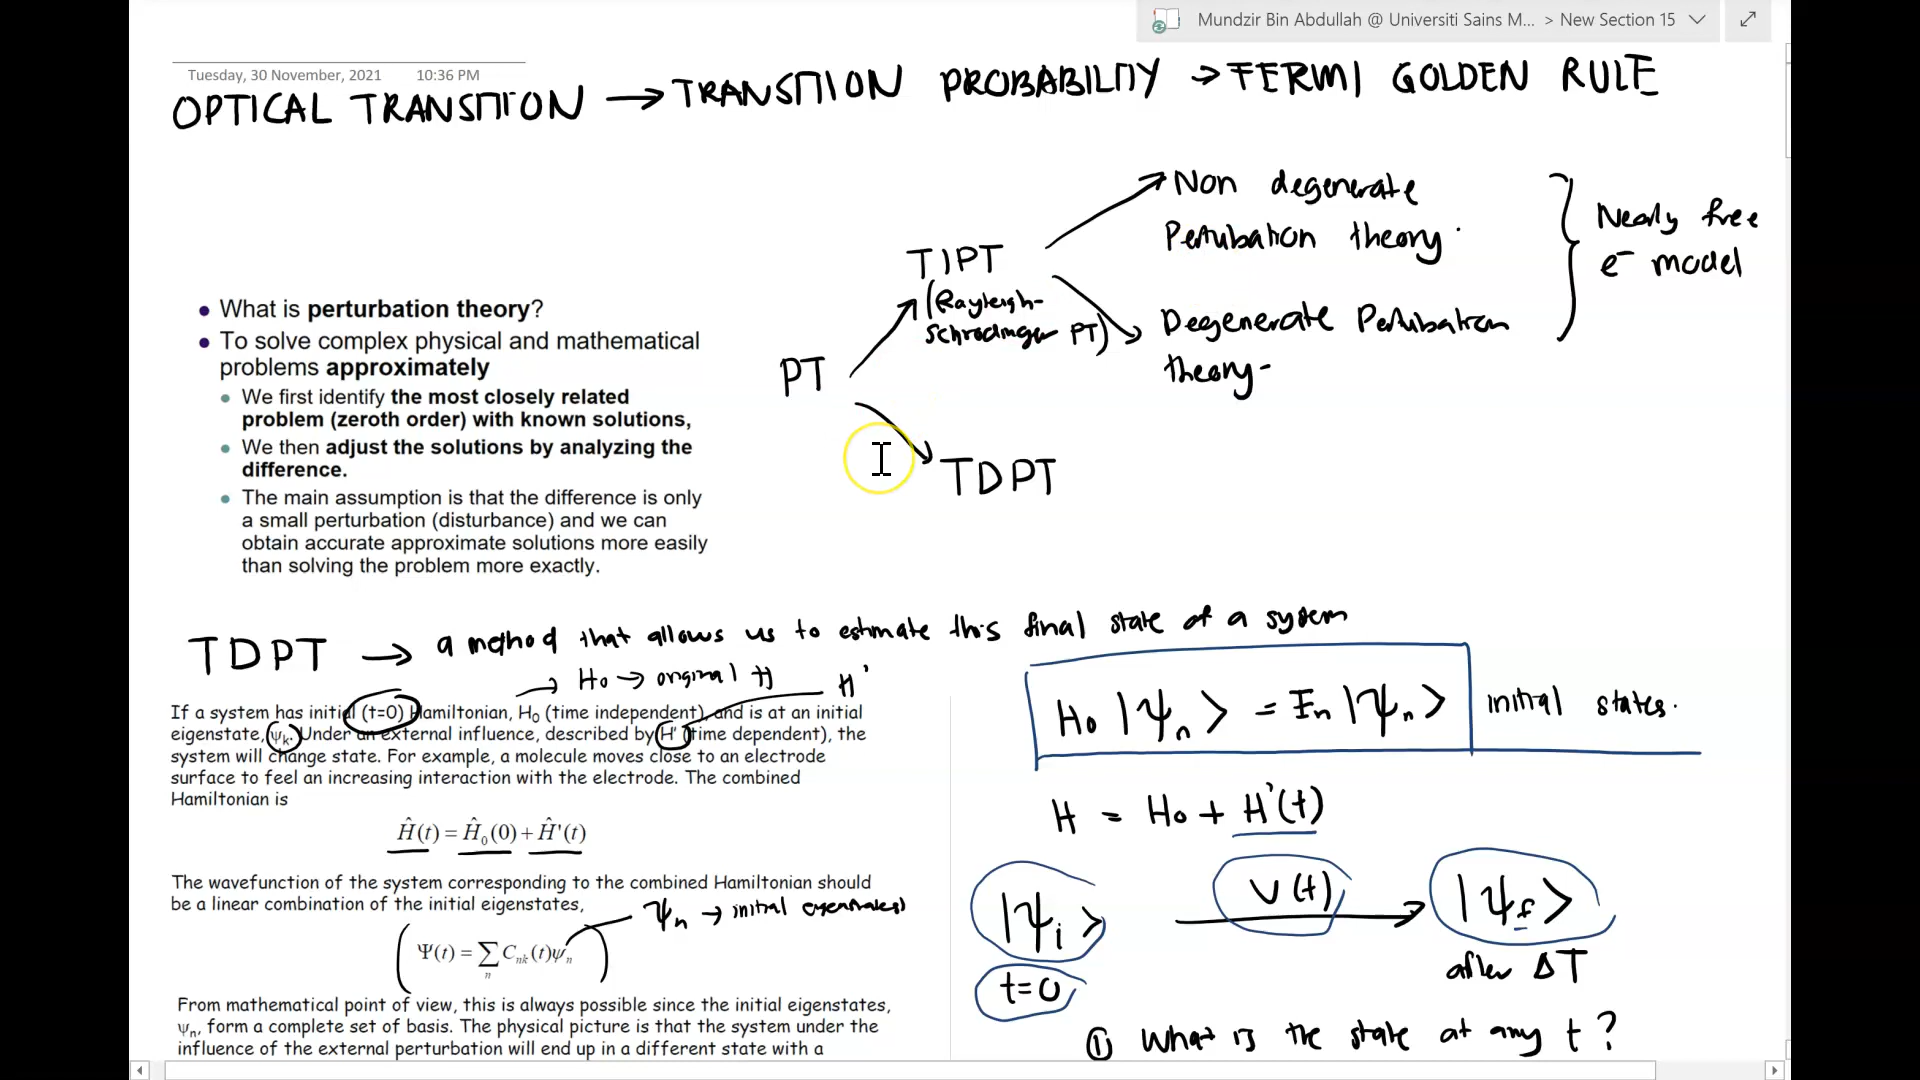 Mundzir Bin Abdullah @ Universiti Sains M... > New Section 15
Tuesday, 30 November, 2021 10:36 PM
OPTICAL TRANSITION → TRANSITION PROBABILITY → FERMI GOLDEN RULE
Non degenerate
Pertubation theory.
Nearly free
e⁻ model
TIPT
(Rayleigh-
Schrodinger PT)
Degenerate Pertubation
theory-
PT
TDPT
• What is perturbation theory?
• To solve complex physical and mathematical
problems approximately
• We first identify the most closely related
problem (zeroth order) with known solutions,
• We then adjust the solutions by analyzing the
difference.
• The main assumption is that the difference is only
a small perturbation (disturbance) and we can
obtain accurate approximate solutions more easily
than solving the problem more exactly.
TDPT → a method that allows us to estimate this final state of a system
→ H₀ → original H
H'
If a system has initial (t=0) Hamiltonian, H₀ (time independent), and is at an initial
eigenstate, ψₖ. Under an external influence, described by H' (time dependent), the
system will change state. For example, a molecule moves close to an electrode
surface to feel an increasing interaction with the electrode. The combined
Hamiltonian is
Ĥ(t) = Ĥ₀(0) + Ĥ'(t)
The wavefunction of the system corresponding to the combined Hamiltonian should
be a linear combination of the initial eigenstates,
ψₙ → initial eigenstates)
Ψ(t) = ∑ₙ Cₙₖ(t)ψₙ
From mathematical point of view, this is always possible since the initial eigenstates,
ψₙ, form a complete set of basis. The physical picture is that the system under the
influence of the external perturbation will end up in a different state with a
H₀ |ψₙ> = Eₙ |ψₙ> initial states.
H = H₀ + H'(t)
|ψᵢ> V(t) → |ψ_f>
t=0
after ΔT
① What is the state at any t?